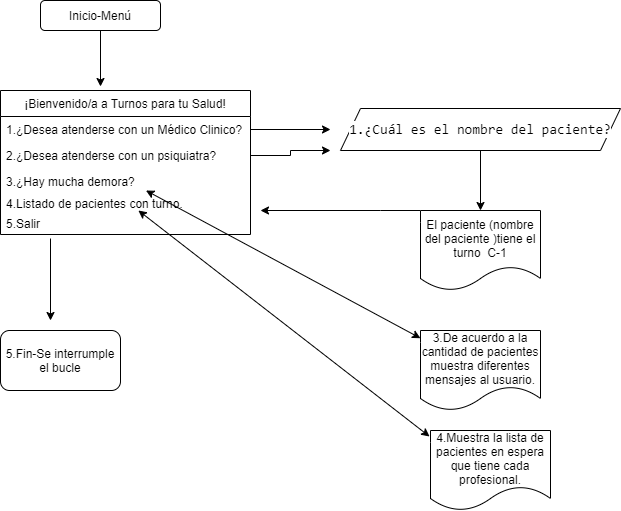 Inicio-Menú
¡Bienvenido/a a Turnos para tu Salud!
1.¿Desea atenderse con un Médico Clinico?
2.¿Desea atenderse con un psiquiatra?
3.¿Hay mucha demora?
4.Listado de pacientes con turno.
5.Salir
1.¿Cuál es el nombre del paciente?
El paciente (nombre
del paciente )tiene el
turno C-1
5.Fin-Se interrumple
el bucle
3.De acuerdo a la
cantidad de pacientes
muestra diferentes
mensajes al usuario.
4.Muestra la lista de
pacientes en espera
que tiene cada
profesional.